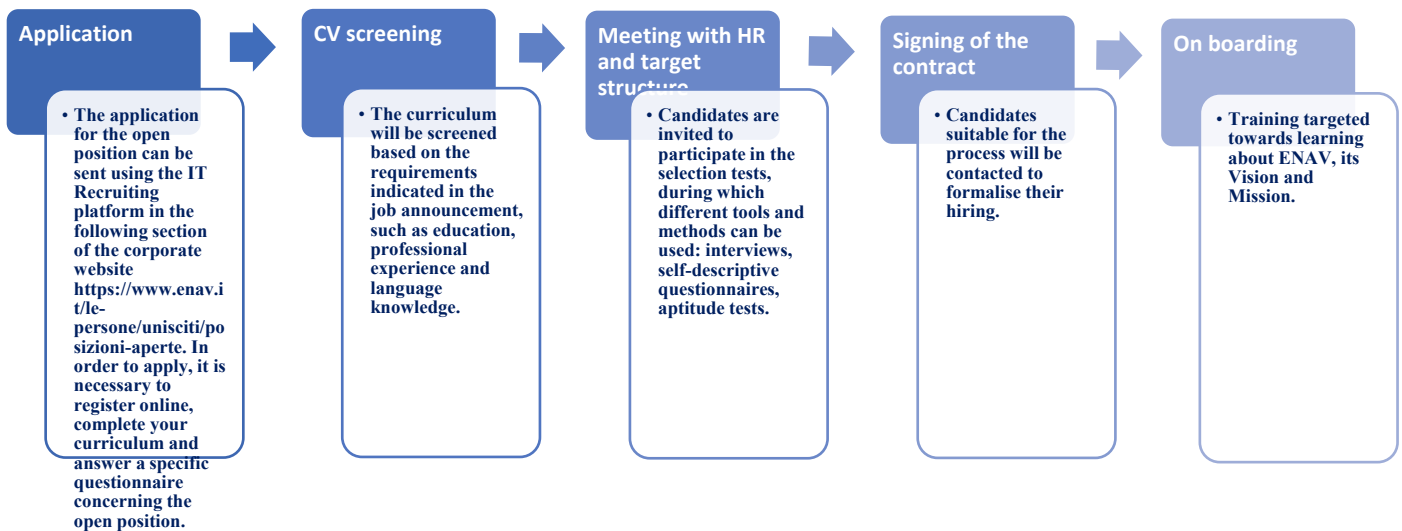 Application
• The application
for the open
position can be
sent using the IT
Recruiting
platform in the
following section
of the corporate
website
https://www.enav.i
t/le-
persone/unisciti/po
sizioni-aperte. In
order to apply, it is
necessary to
register online,
complete your
curriculum and
answer a specific
questionnaire
concerning the
open position.
CV screening
• The curriculum
will be screened
based on the
requirements
indicated in the
job announcement,
such as education,
professional
experience and
language
knowledge.
Meeting with HR
and target
structure
• Candidates are
invited to
participate in the
selection tests,
during which
different tools and
methods can be
used: interviews,
self-descriptive
questionnaires,
aptitude tests.
Signing of the
contract
• Candidates
suitable for the
process will be
contacted to
formalise their
hiring.
On boarding
• Training targeted
towards learning
about ENAV, its
Vision and
Mission.